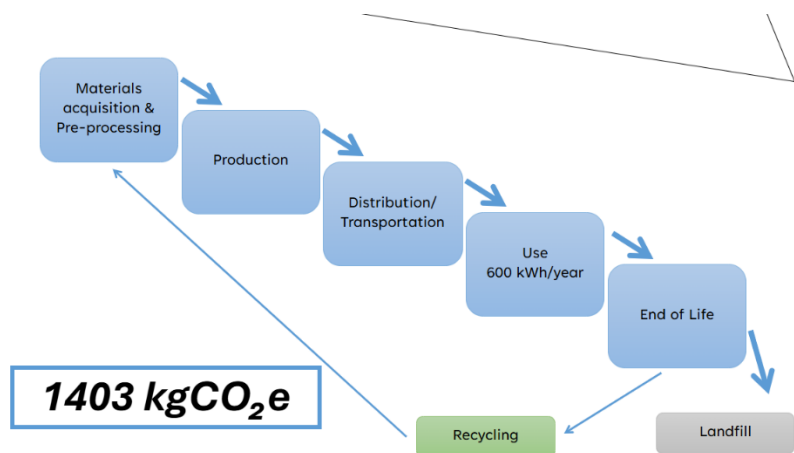 Materials
acquisition &
Pre-processing
Production
Distribution/
Transportation
Use
600 kWh/year
End of Life
1403 kgCO₂e
Recycling
Landfill